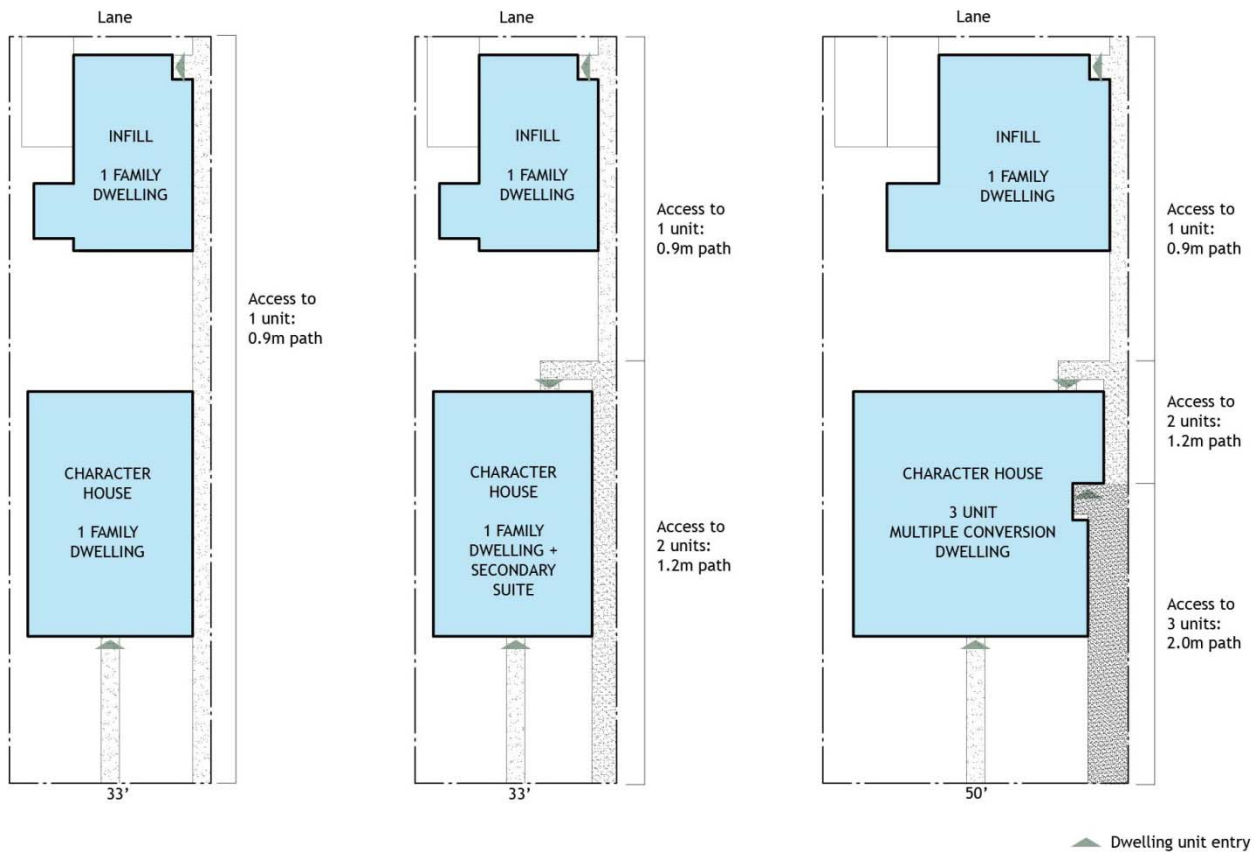 Lane
INFILL
1 FAMILY
DWELLING
Access to
1 unit:
0.9m path
CHARACTER
HOUSE
1 FAMILY
DWELLING
33'
Lane
INFILL
1 FAMILY
DWELLING
Access to
1 unit:
0.9m path
CHARACTER
HOUSE
1 FAMILY
DWELLING +
SECONDARY
SUITE
Access to
2 units:
1.2m path
33'
Lane
INFILL
1 FAMILY
DWELLING
Access to
1 unit:
0.9m path
Access to
2 units:
1.2m path
CHARACTER HOUSE
3 UNIT
MULTIPLE CONVERSION
DWELLING
Access to
3 units:
2.0m path
50'
Dwelling unit entry